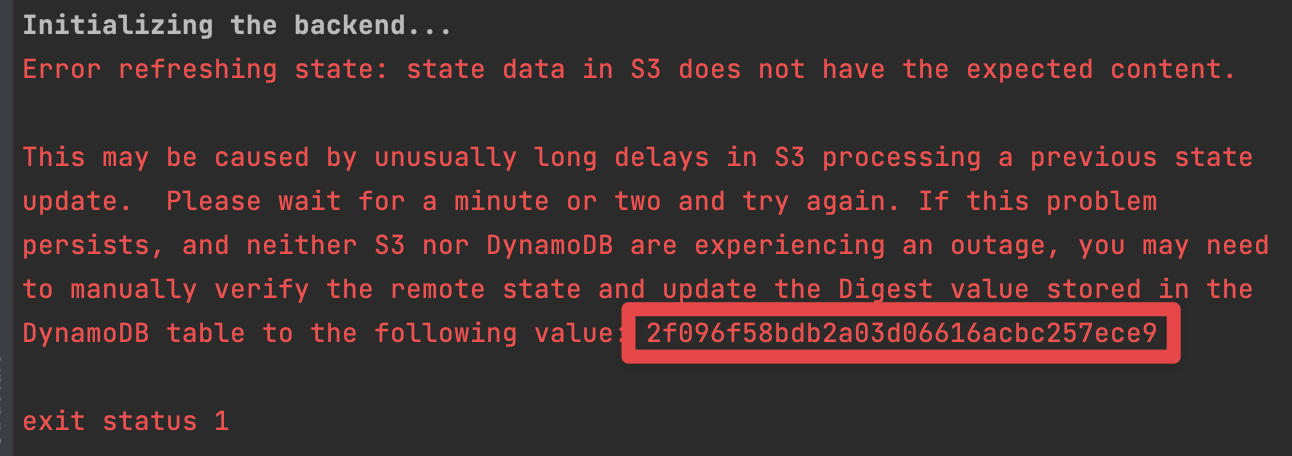 Initializing the backend...
Error refreshing state: state data in S3 does not have the expected content.
This may be caused by unusually long delays in S3 processing a previous state
update.  Please wait for a minute or two and try again. If this problem
persists, and neither S3 nor DynamoDB are experiencing an outage, you may need
to manually verify the remote state and update the Digest value stored in the
DynamoDB table to the following value: 2f096f58bdb2a03d06616acbc257ece9
exit status 1